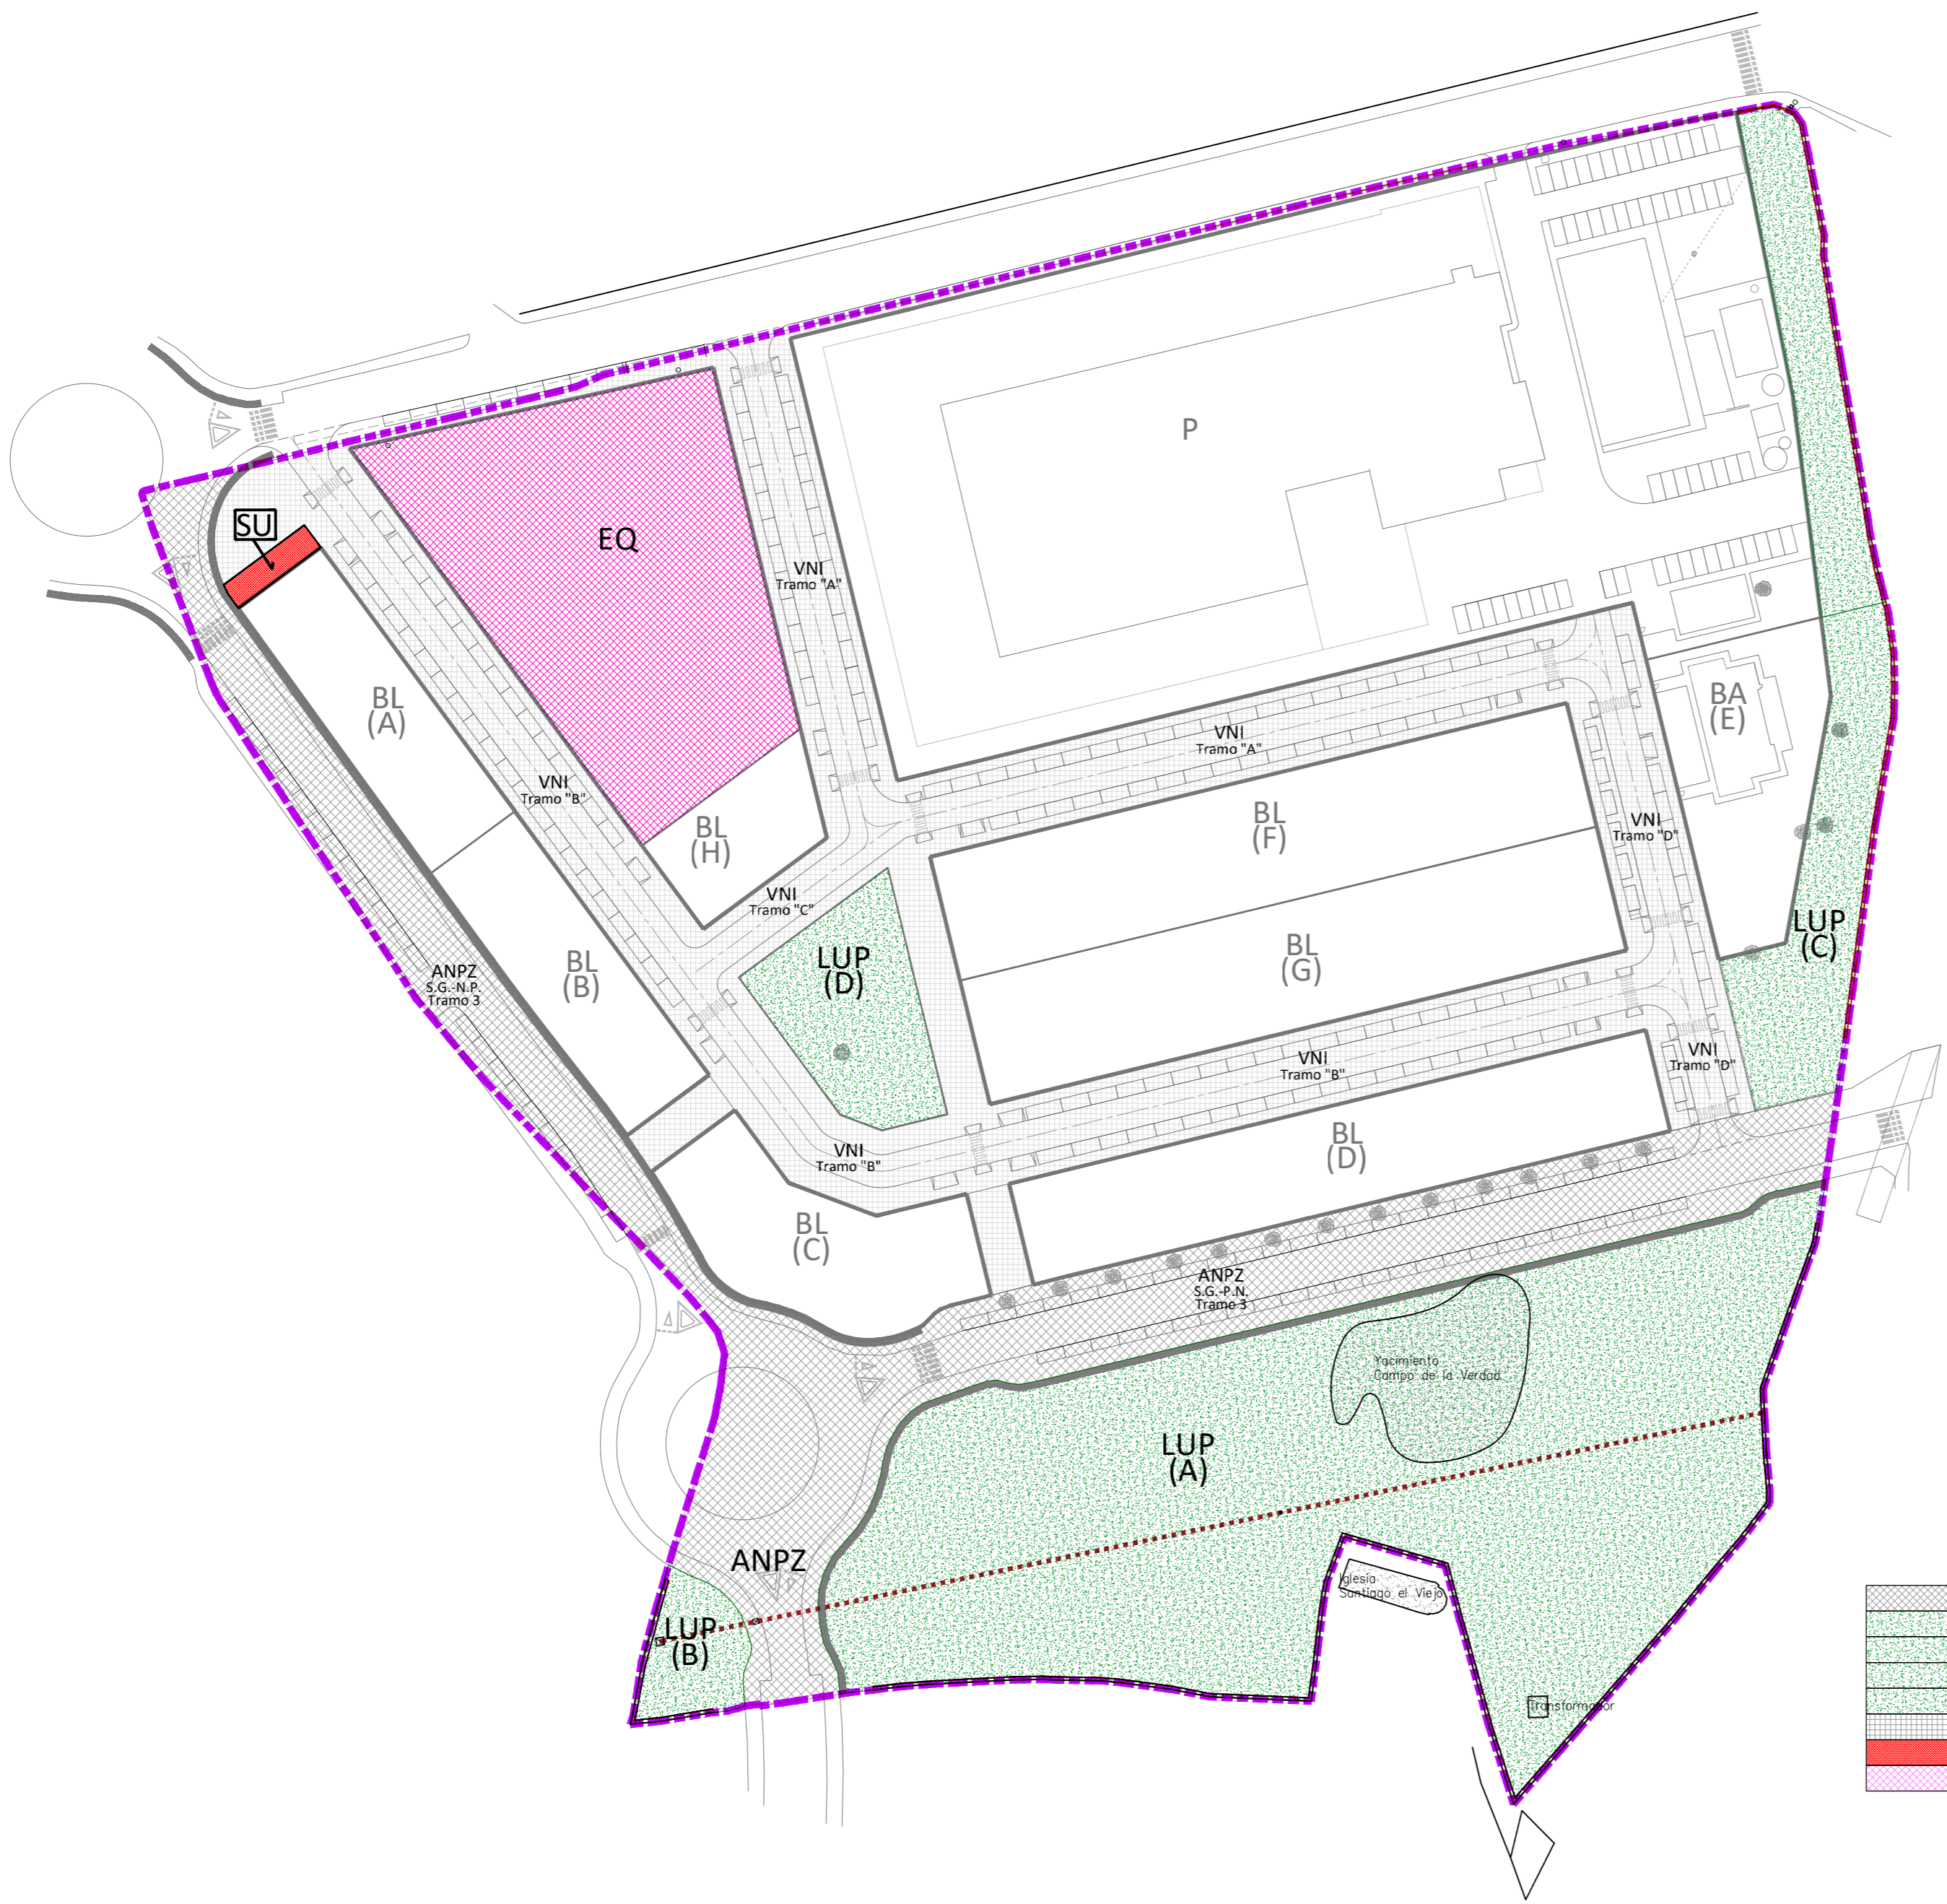 P
SU
EQ
VNI
Tramo "A"
BL
(A)
BA
(E)
VNI
Tramo "A"
VNI
Tramo "B"
BL
(H)
BL
(F)
VNI
Tramo "D"
VNI
Tramo "C"
LUP
(C)
LUP
(D)
BL
(G)
BL
(B)
ANPZ
S.G.-N.P.
Tramo 3
VNI
Tramo "B"
VNI
Tramo "D"
VNI
Tramo "B"
BL
(D)
BL
(C)
ANPZ
S.G.-P.N.
Tramo 3
Yacimiento
Campo de la Verdad
LUP
(A)
ANPZ
Iglesia
Santiago el Viejo
LUP
(B)
Transformador